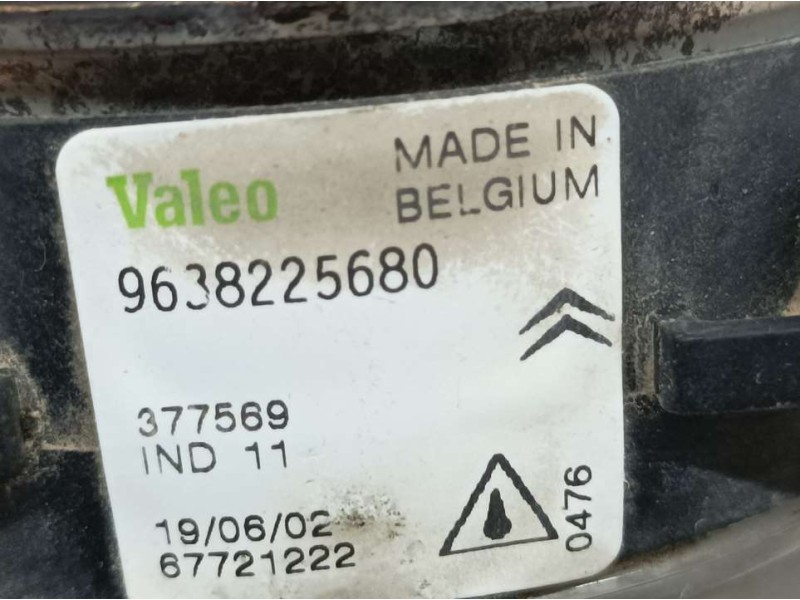 Valeo
MADE IN
BELGIUM
9638225680
377569
IND 11
19/06/02
67721222
0476